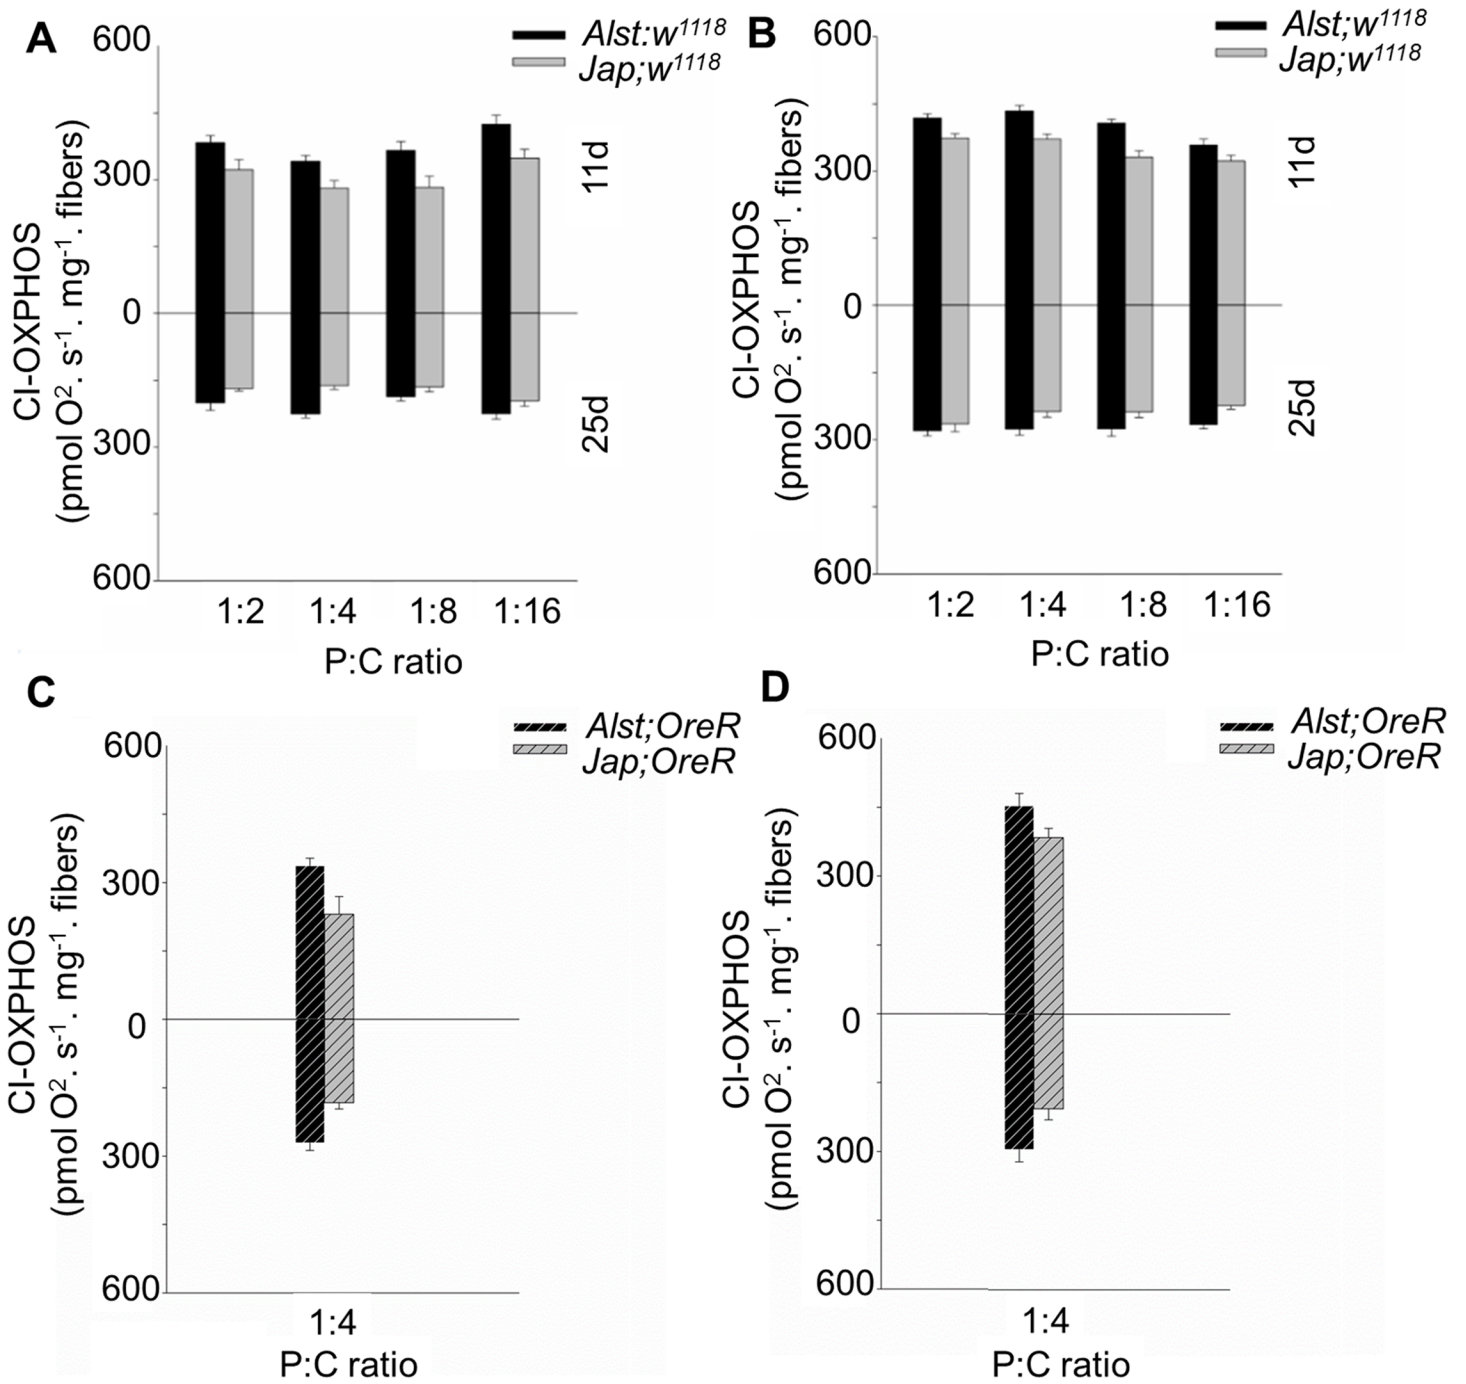 A
Alst:w¹¹¹⁸
Jap;w¹¹¹⁸
600
300
0
300
600
CI-OXPHOS
(pmol O². s⁻¹. mg⁻¹. fibers)
11d
25d
1:2 1:4 1:8 1:16
P:C ratio
B
Alst;w¹¹¹⁸
Jap;w¹¹¹⁸
600
300
0
300
600
CI-OXPHOS
(pmol O². s⁻¹. mg⁻¹. fibers)
11d
25d
1:2 1:4 1:8 1:16
P:C ratio
C
Alst;OreR
Jap;OreR
600
300
0
300
600
CI-OXPHOS
(pmol O². s⁻¹. mg⁻¹. fibers)
1:4
P:C ratio
D
Alst;OreR
Jap;OreR
600
300
0
300
600
CI-OXPHOS
(pmol O². s⁻¹. mg⁻¹. fibers)
1:4
P:C ratio